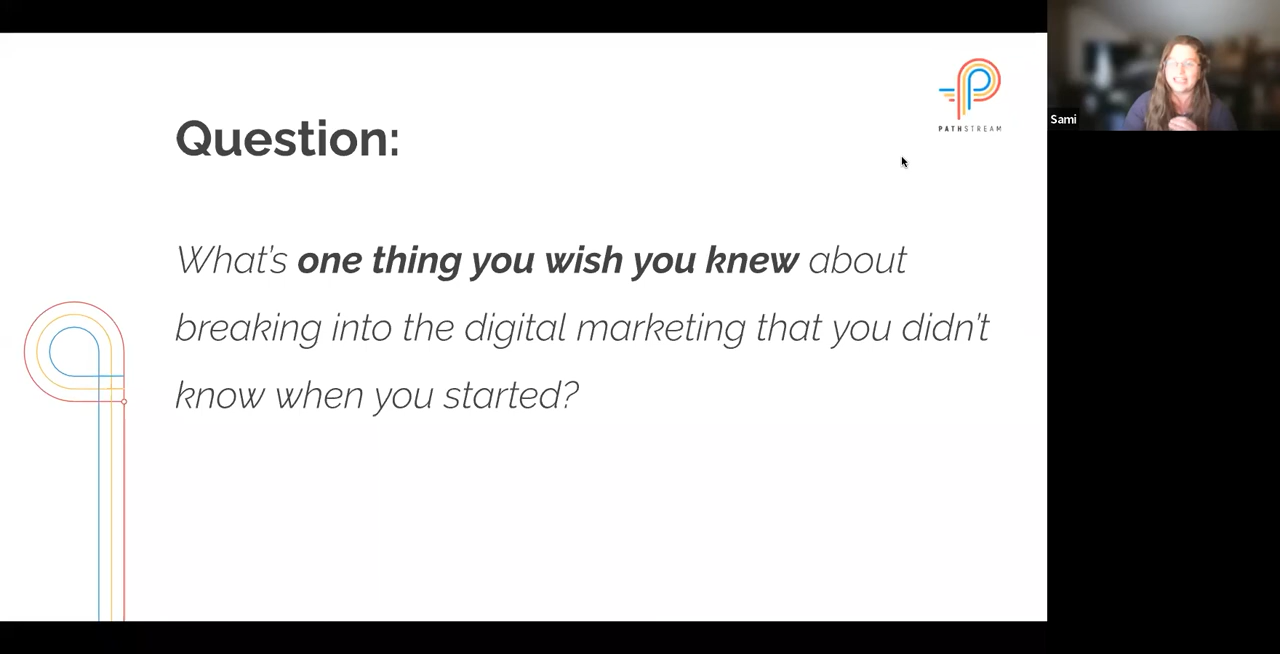 Question:
What's one thing you wish you knew about
breaking into the digital marketing that you didn't
know when you started?
PATHSTREAM
Sami